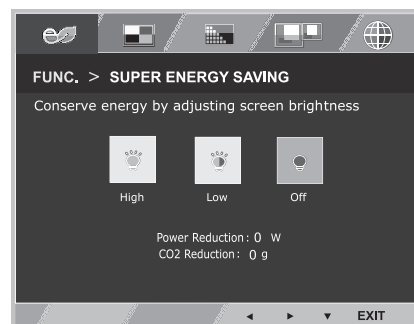 FUNC. > SUPER ENERGY SAVING
Conserve energy by adjusting screen brightness
High Low Off
Power Reduction : 0 W
CO2 Reduction : 0 g
EXIT